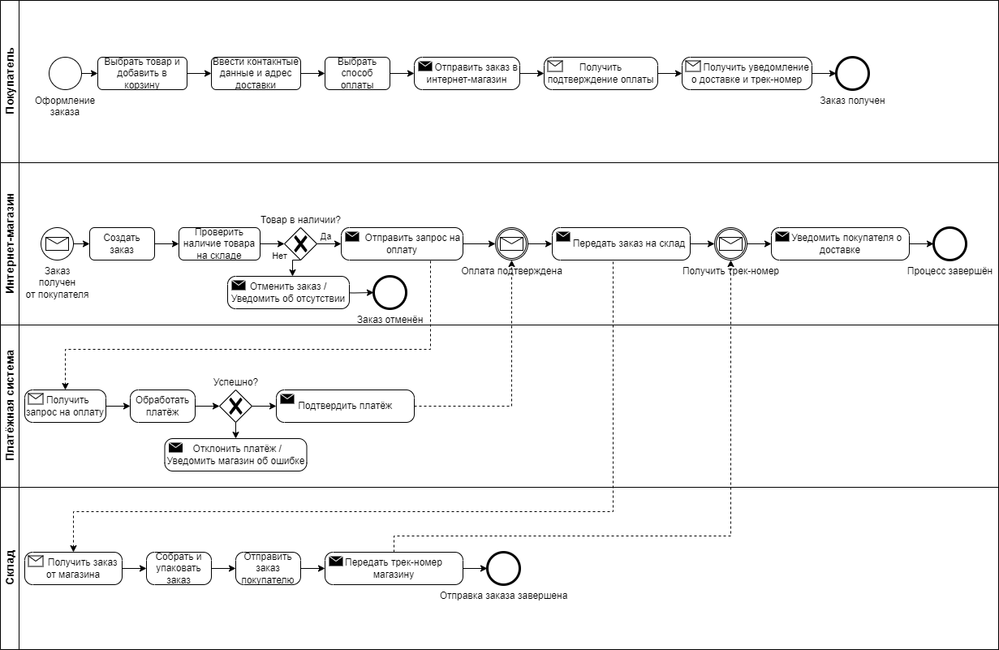 Покупатель
Выбрать товар и
добавить в
корзину
Ввести контакнтые
данные и адрес
доставки
Выбрать
способ
оплаты
Отправить заказ в
интернет-магазин
Получить
подтверждение оплаты
Получить уведомление
о доставке и трек-номер
Оформление
заказа
Заказ получен
Интернет-магазин
Товар в наличии?
Создать
заказ
Проверить
наличие товара
на складе
Да
Нет
Отправить запрос на
оплату
Передать заказ на склад
Уведомить покупателя о
доставке
Заказ
получен
от покупателя
Оплата подтверждена
Получить трек-номер
Процесс завершён
Отменить заказ /
Уведомить об отсутствии
Заказ отменён
Платёжная система
Успешно?
Получить
запрос на оплату
Обработать
платёж
Подтвердить платёж
Отклонить платёж /
Уведомить магазин об ошибке
Склад
Получить заказ
от магазина
Собрать и
упаковать
заказ
Отправить
заказ
покупателю
Передать трек-номер
магазину
Отправка заказа завершена